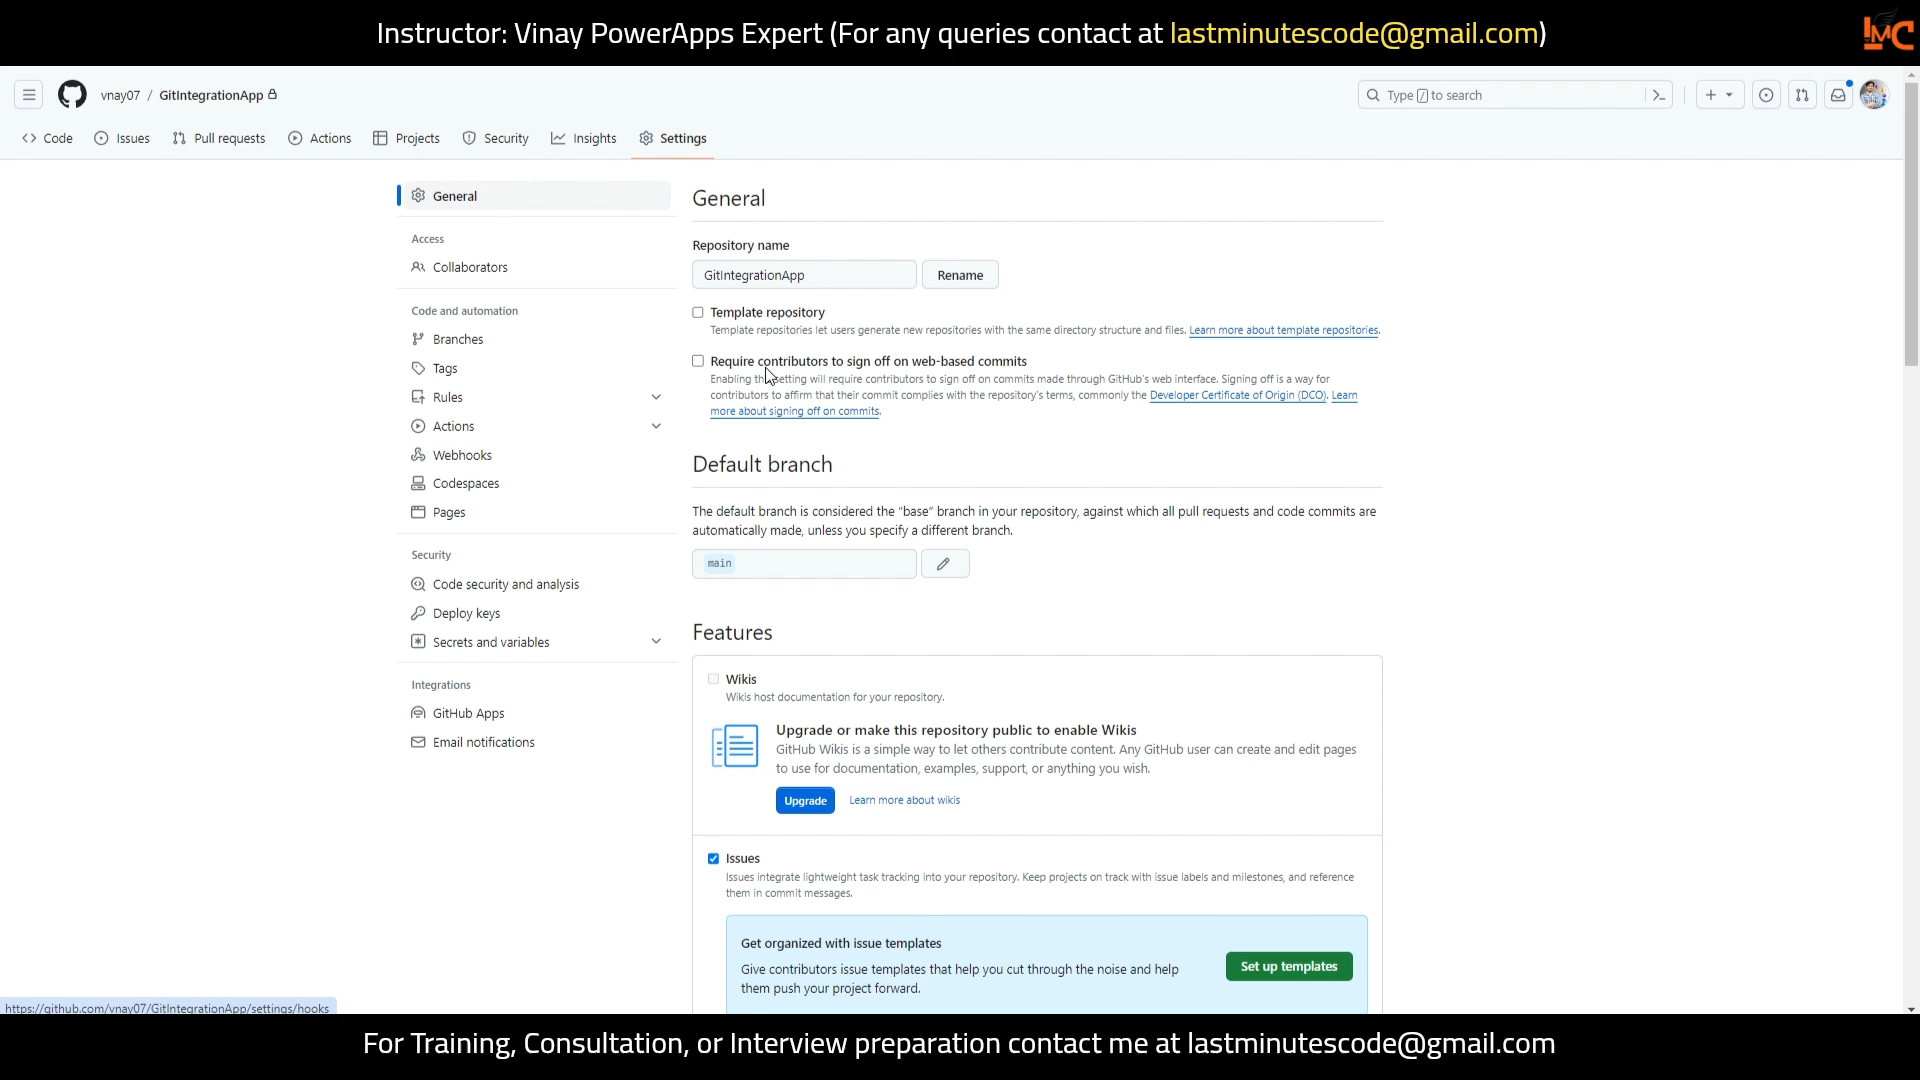 Instructor: Vinay PowerApps Expert (For any queries contact at lastminutescode@gmail.com)
LMC
vnay07 / GitIntegrationApp
Type / to search
Code
Issues
Pull requests
Actions
Projects
Security
Insights
Settings
General
Access
Collaborators
Code and automation
Branches
Tags
Rules
Actions
Webhooks
Codespaces
Pages
Security
Code security and analysis
Deploy keys
Secrets and variables
Integrations
GitHub Apps
Email notifications
General
Repository name
GitIntegrationApp
Rename
Template repository
Template repositories let users generate new repositories with the same directory structure and files. Learn more about template repositories.
Require contributors to sign off on web-based commits
Enabling this setting will require contributors to sign off on commits made through GitHub's web interface. Signing off is a way for
contributors to affirm that their commit complies with the repository's terms, commonly the Developer Certificate of Origin (DCO). Learn
more about signing off on commits.
Default branch
The default branch is considered the "base" branch in your repository, against which all pull requests and code commits are
automatically made, unless you specify a different branch.
main
Features
Wikis
Wikis host documentation for your repository.
Upgrade or make this repository public to enable Wikis
GitHub Wikis is a simple way to let others contribute content. Any GitHub user can create and edit pages
to use for documentation, examples, support, or anything you wish.
Upgrade
Learn more about wikis
Issues
Issues integrate lightweight task tracking into your repository. Keep projects on track with issue labels and milestones, and reference
them in commit messages.
Get organized with issue templates
Give contributors issue templates that help you cut through the noise and help
them push your project forward.
Set up templates
https://github.com/vnay07/GitIntegrationApp/settings/hooks
For Training, Consultation, or Interview preparation contact me at lastminutescode@gmail.com